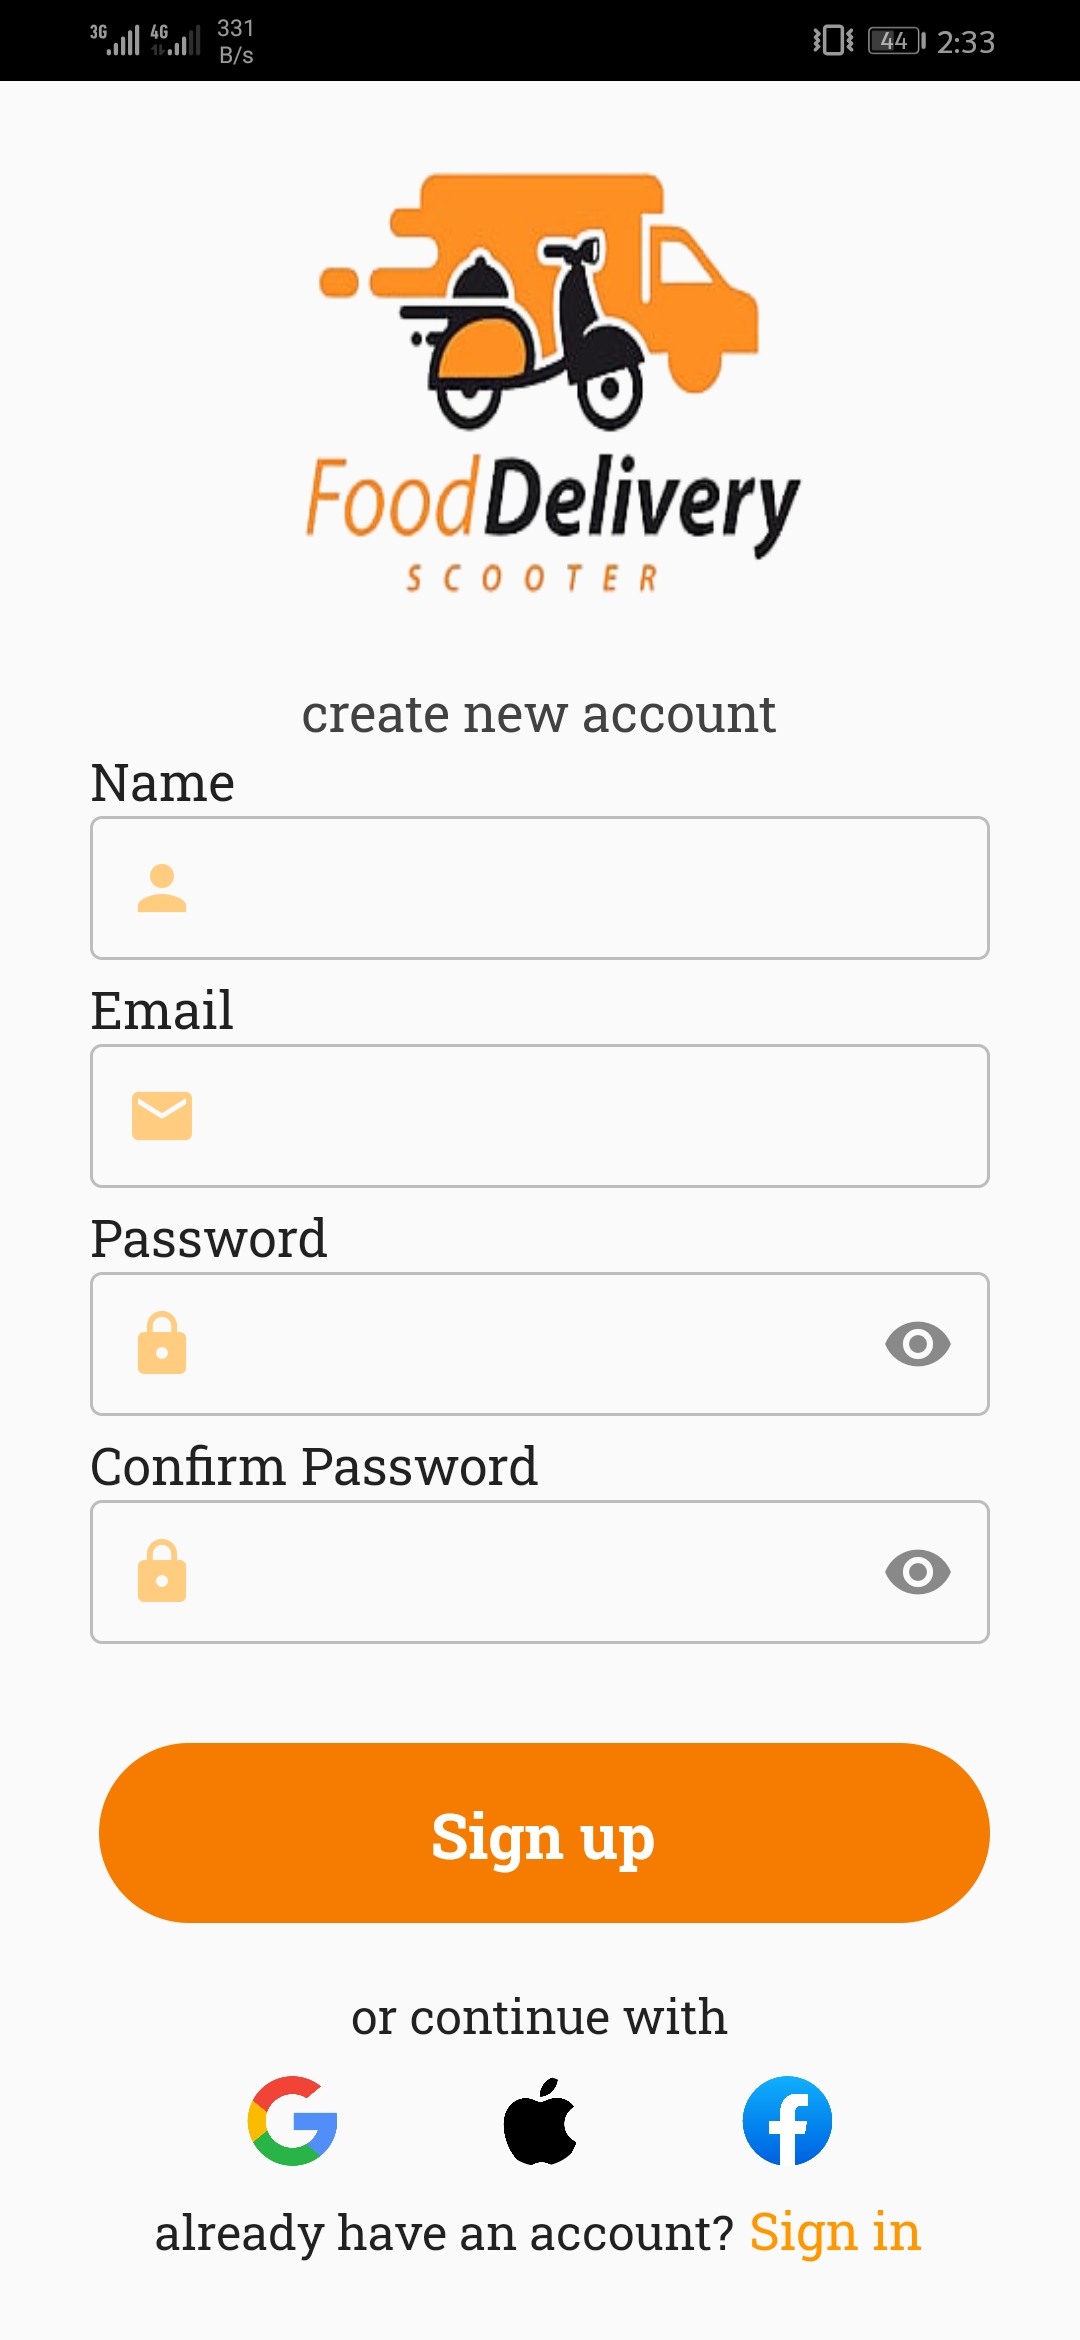 3G 4G 331 B/s 44 2:33
FoodDelivery
SCOOTER
create new account
Name
Email
Password
Confirm Password
Sign up
or continue with
already have an account? Sign in